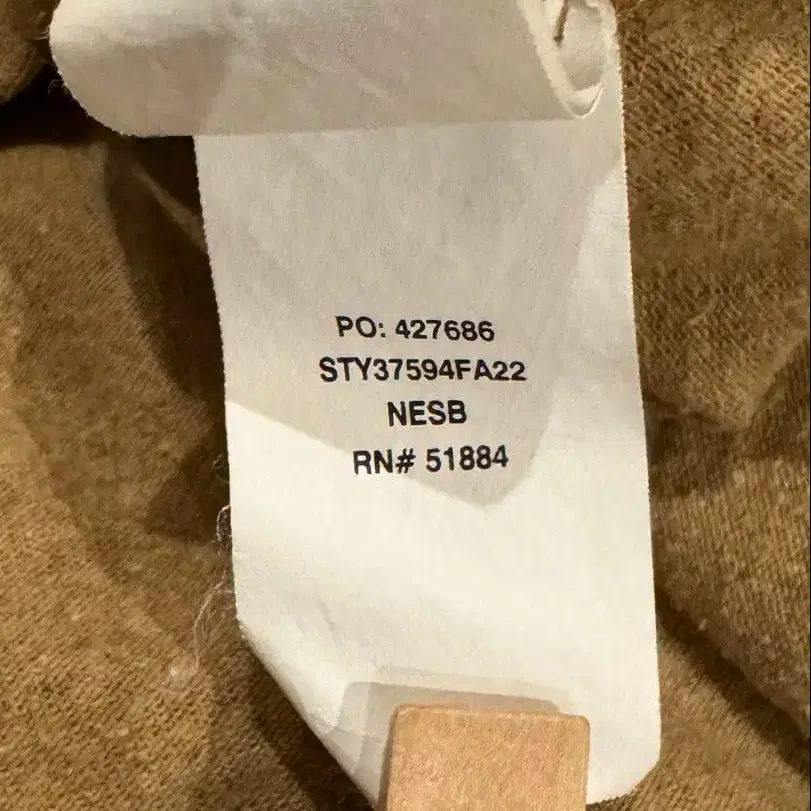 PO: 427686
STY37594FA22
NESB
RN# 51884